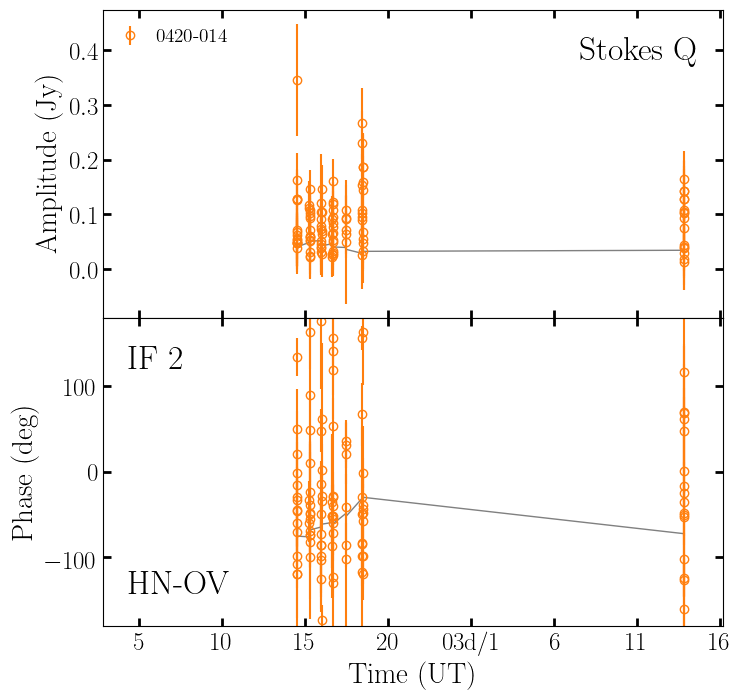 0420-014
Stokes Q
0.4
0.3
0.2
0.1
0.0
Amplitude (Jy)
IF 2
100
0
−100
Phase (deg)
HN-OV
5 10 15 20 03d/1 6 11 16
Time (UT)